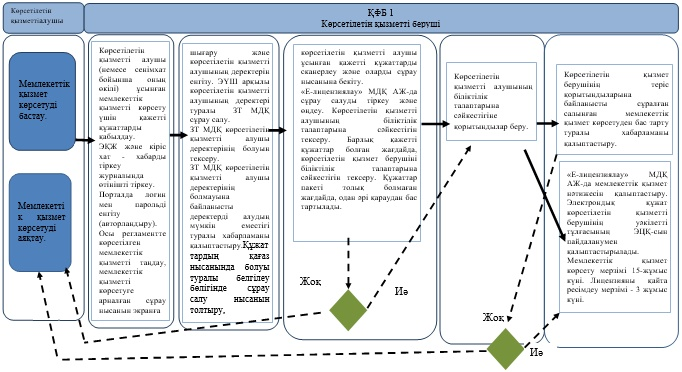 Көрсетілетін
қызметтіалушы
ҚФБ 1
Көрсетілетін қызметті беруші
Мемлекеттік
қызмет
көрсетуді
бастау.
Мемлекетті
к қызмет
көрсетуді
аяқтау.
Көрсетілетін
қызметті алушы
(немесе сенімхат
бойынша оның
өкілі) ұсынған
мемлекеттік
қызметті көрсету
үшін қажетті
құжаттарды
қабылдау.
ЭҚЖ және кіріс
хат - хабарды
тіркеу
журналында
өтінішті тіркеу.
Порталда логин
мен парольді
енгізу
(авторландыру).
Осы регламентте
көрсетілген
мемлекеттік
қызметті таңдау,
мемлекеттік
қызметті
көрсетуге
арналған сұрау
нысанын экранға
шығару және
көрсетілетін қызметті
алушының деректерін
енгізу. ЭҮШ арқылы
көрсетілетін қызметті
алушының деректері
туралы ЗТ МДҚ
сұрау салу.
ЗТ МДҚ көрсетілетін
қызметті алушы
деректерінің болуын
тексеру.
ЗТ МДҚ көрсетілетін
қызметті алушы
деректерінің
болмауына
байланысты
деректерді алудың
мүмкін еместігі
туралы хабарламаны
қалыптастыру.Құжат
тардың қағаз
нысанында болуы
туралы белгілеу
бөлігінде сұрау
салу нысанын
толтыру,
көрсетілетін қызметті алушы
ұсынған қажетті құжаттарды
сканерлеу және оларды сұрау
нысанына бекіту.
«Е-лицензиялау» МДҚ АЖ-да
сұрау салуды тіркеу және
өңдеу. Көрсетілетін қызметті
алушының біліктілік
талаптарына сәйкестігін
тексеру. Барлық қажетті
құжаттар болған жағдайда,
көрсетілетін қызмет берушіні
біліктілік талаптарына
сәйкестігін тексеру. Құжаттар
пакеті толық болмаған
жағдайда, одан әрі қараудан бас
тартылады.
Көрсетілетін
қызметті алушының
біліктілік
талаптарына
сәйкестігіне
қорытындылар беру.
Көрсетілетін қызмет
берушінің теріс
қорытындыларына
байланысты сұралған
салынған мемлекеттік
қызмет көрсетуден бас тарту
туралы хабарламаны
қалыптастыру.
«Е-лицензиялау» МДҚ
АЖ-да мемлекеттік қызмет
нәтижесін қалыптастыру.
Электрондық құжат
көрсетілетін қызметті
берушінің уәкілетті
тұлғасының ЭЦҚ-сын
пайдаланумен
қалыптастырылады.
Мемлекеттік қызмет
көрсету мерзімі 15-жұмыс
күні. Лицензияны қайта
ресімдеу мерзімі - 3 жұмыс
күні.
Жоқ
Иә
Жоқ
Иә